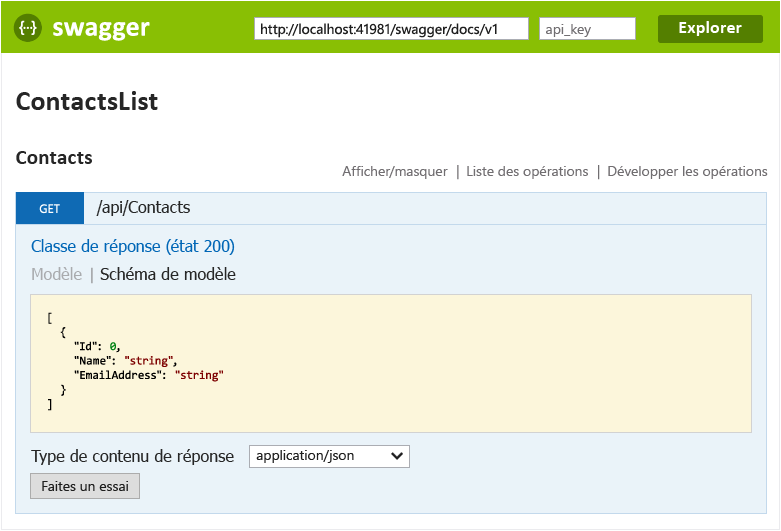 {···} swagger http://localhost:41981/swagger/docs/v1 api_key Explorer
ContactsList
Contacts
Afficher/masquer | Liste des opérations | Développer les opérations
GET /api/Contacts
Classe de réponse (état 200)
Modèle | Schéma de modèle
[
{
"Id": 0,
"Name": "string",
"EmailAddress": "string"
}
]
Type de contenu de réponse application/json
Faites un essai